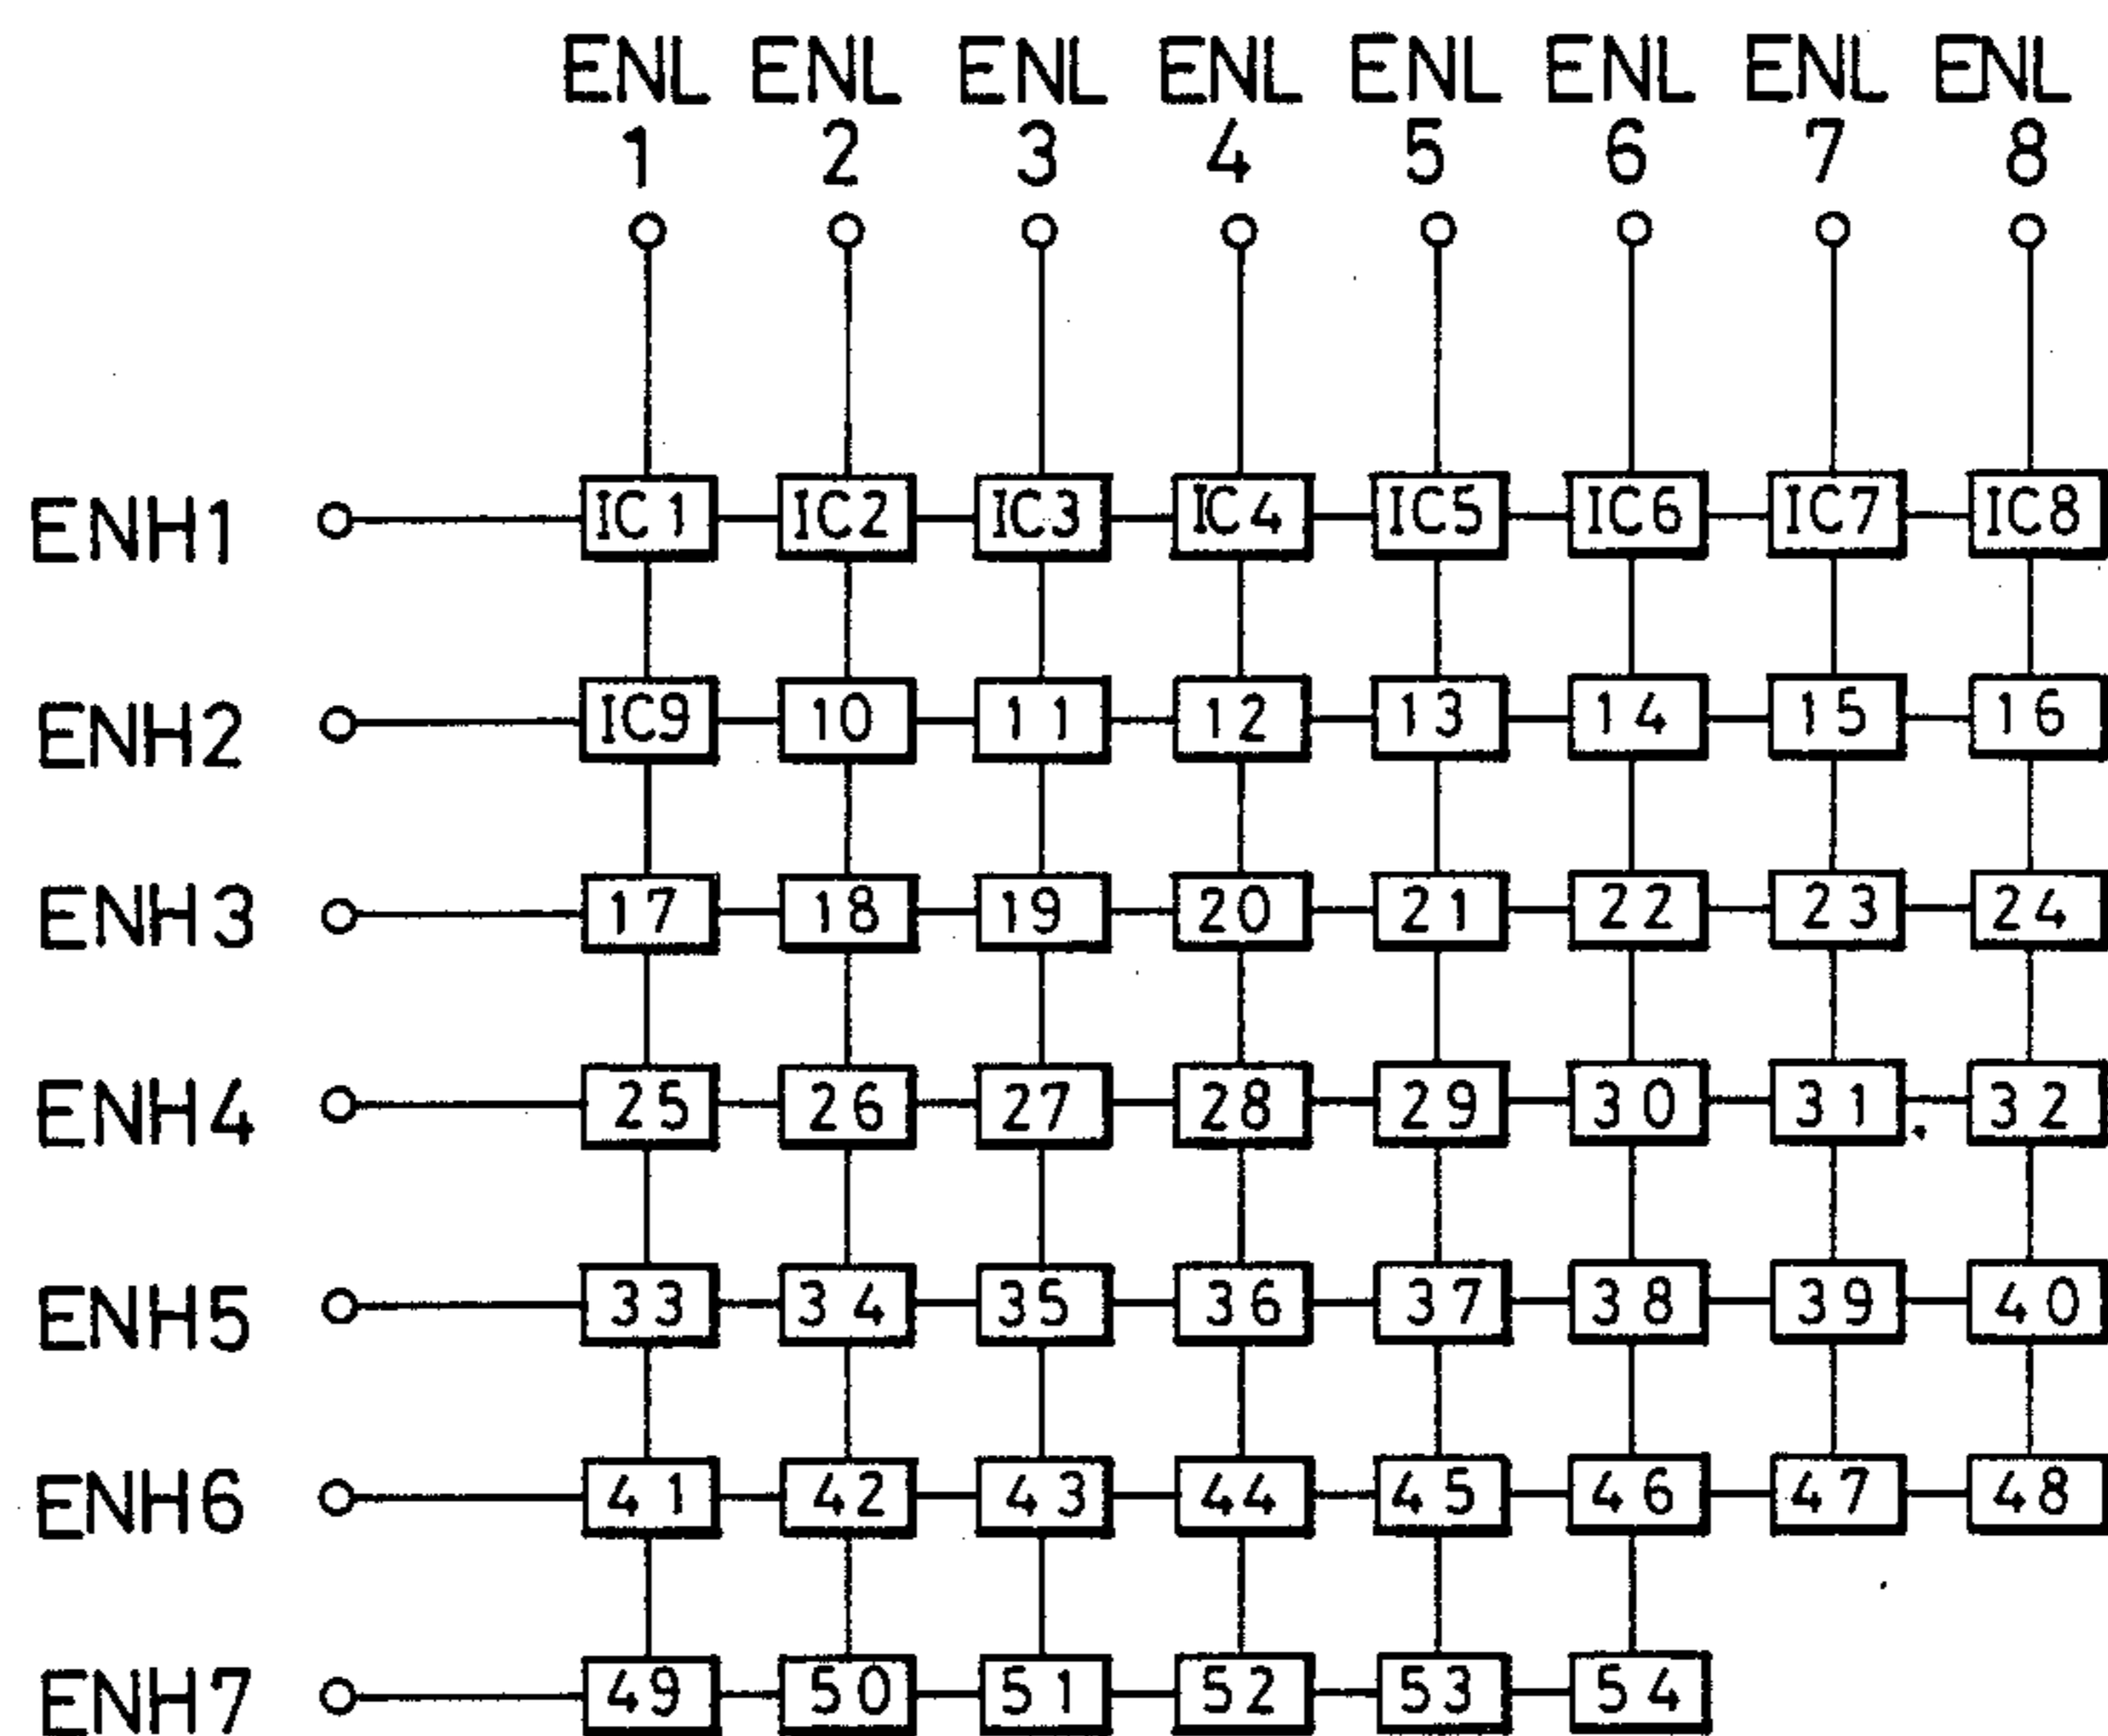 ENL ENL ENL ENL ENL ENL ENL ENL
1 2 3 4 5 6 7 8
ENH1 IC1 IC2 IC3 IC4 IC5 IC6 IC7 IC8
ENH2 IC9 10 11 12 13 14 15 16
ENH3 17 18 19 20 21 22 23 24
ENH4 25 26 27 28 29 30 31 32
ENH5 33 34 35 36 37 38 39 40
ENH6 41 42 43 44 45 46 47 48
ENH7 49 50 51 52 53 54